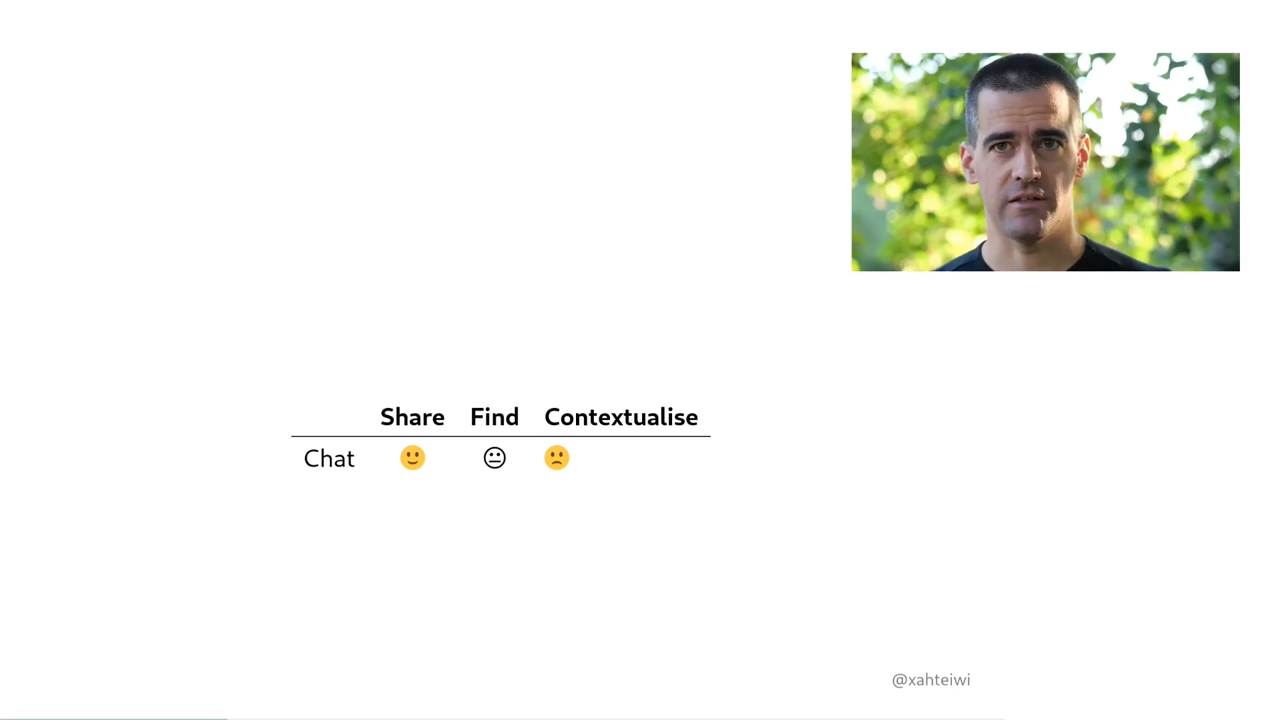 Share Find Contextualise
Chat 🙂 😐 🙁
@xahteiwi